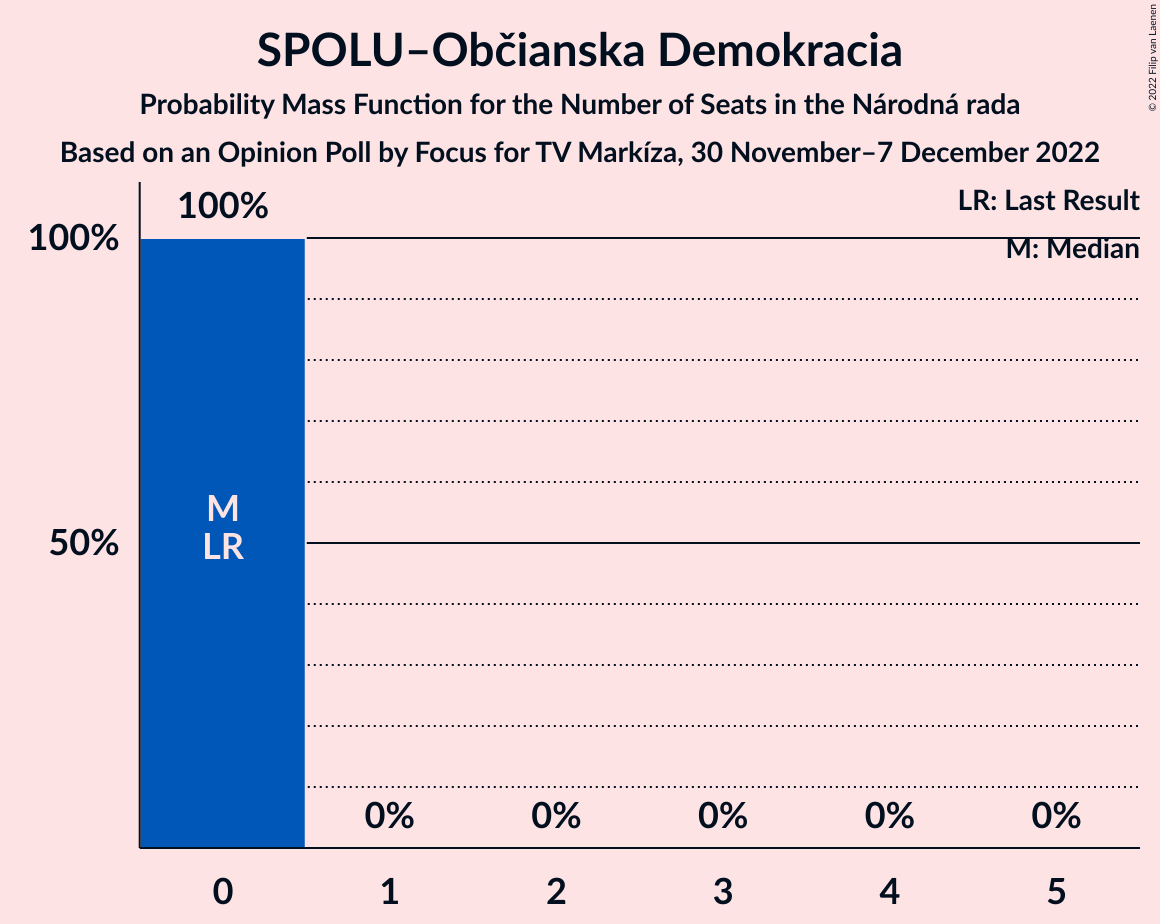 SPOLU–Občianska Demokracia
Probability Mass Function for the Number of Seats in the Národná rada
Based on an Opinion Poll by Focus for TV Markíza, 30 November–7 December 2022
© 2022 Filip van Laenen
LR: Last Result
M: Median
100%
100%
50%
M
LR
0% 0% 0% 0% 0%
0 1 2 3 4 5